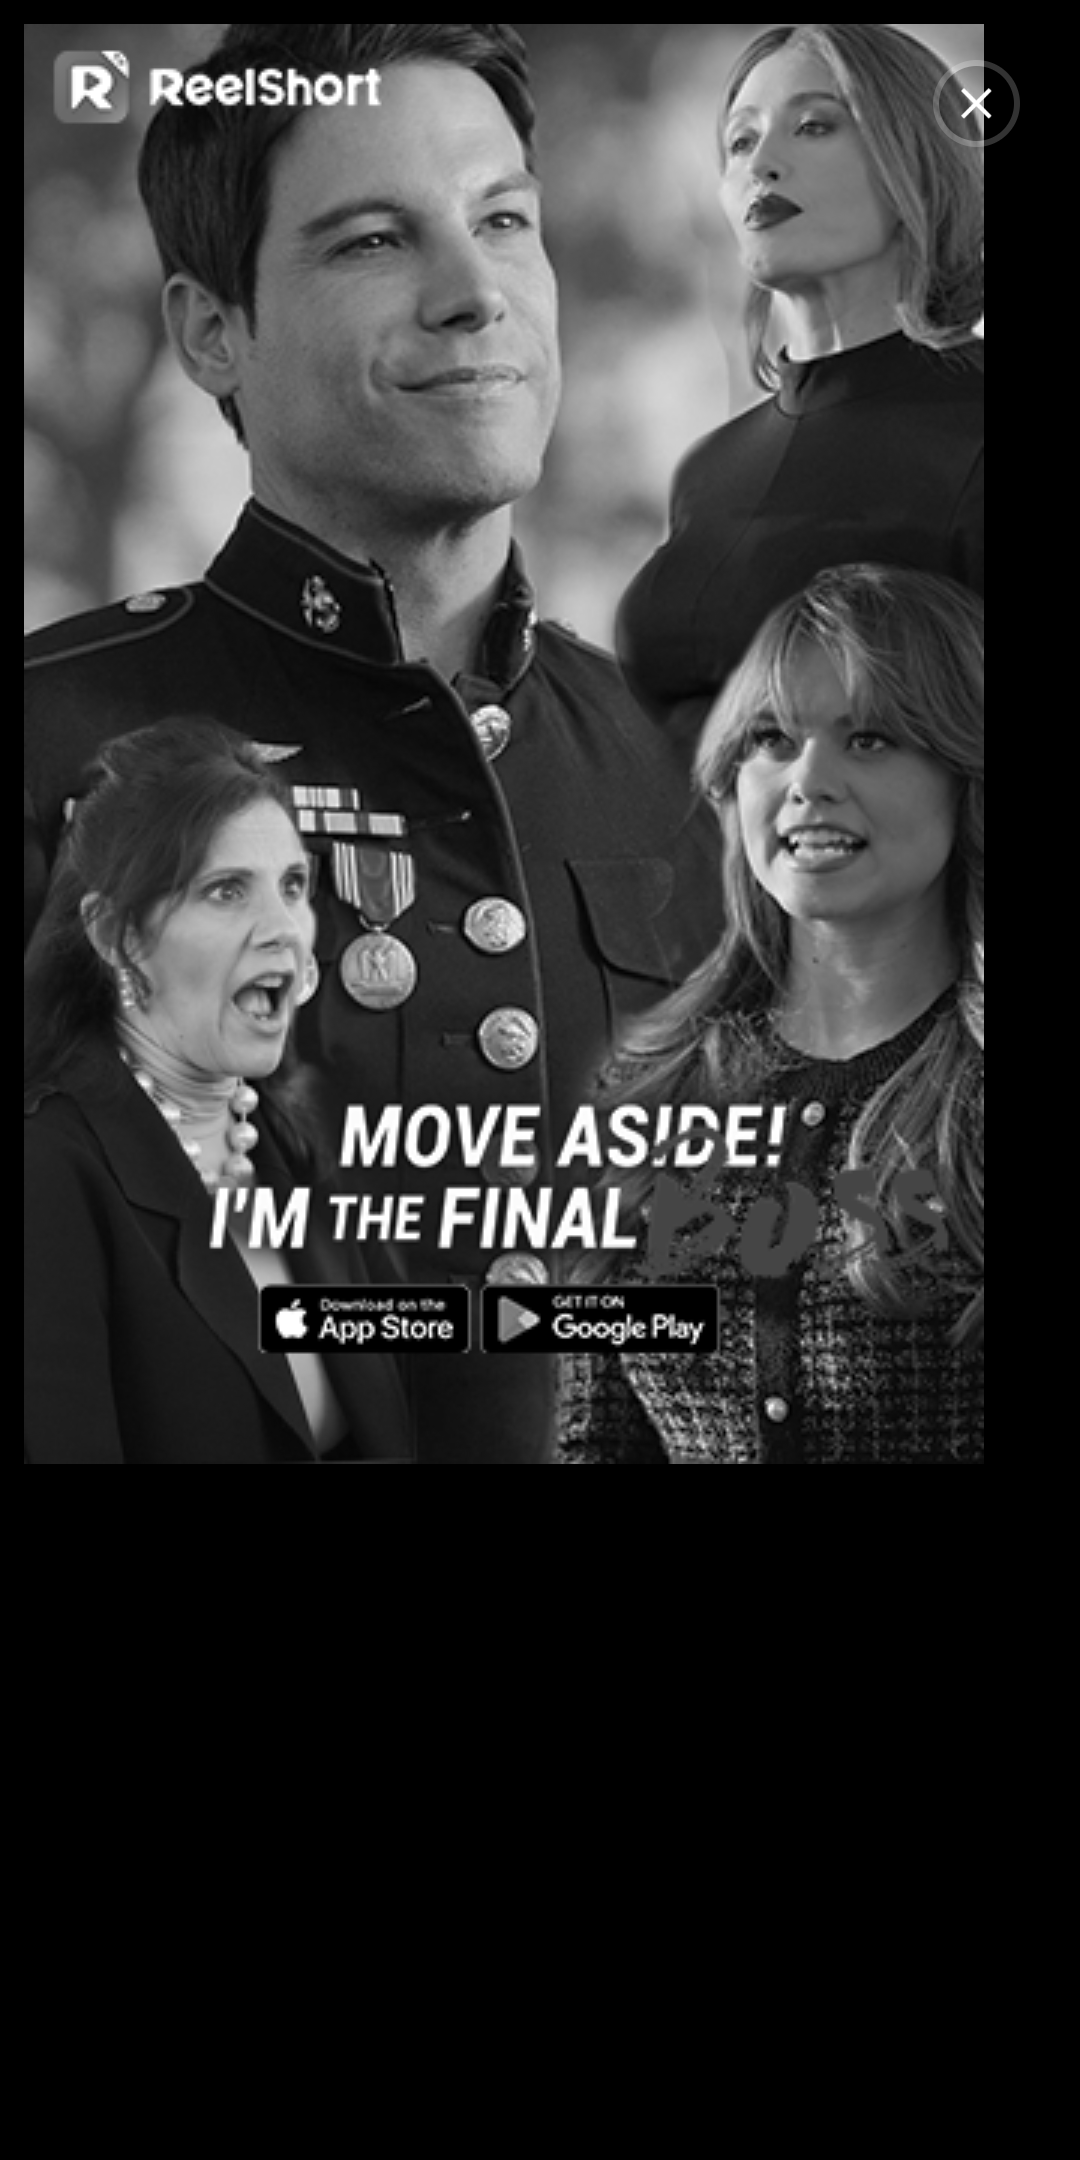 ReelShort
MOVE ASIDE!
I'M THE FINAL BOSS
Download on the
App Store
GET IT ON
Google Play